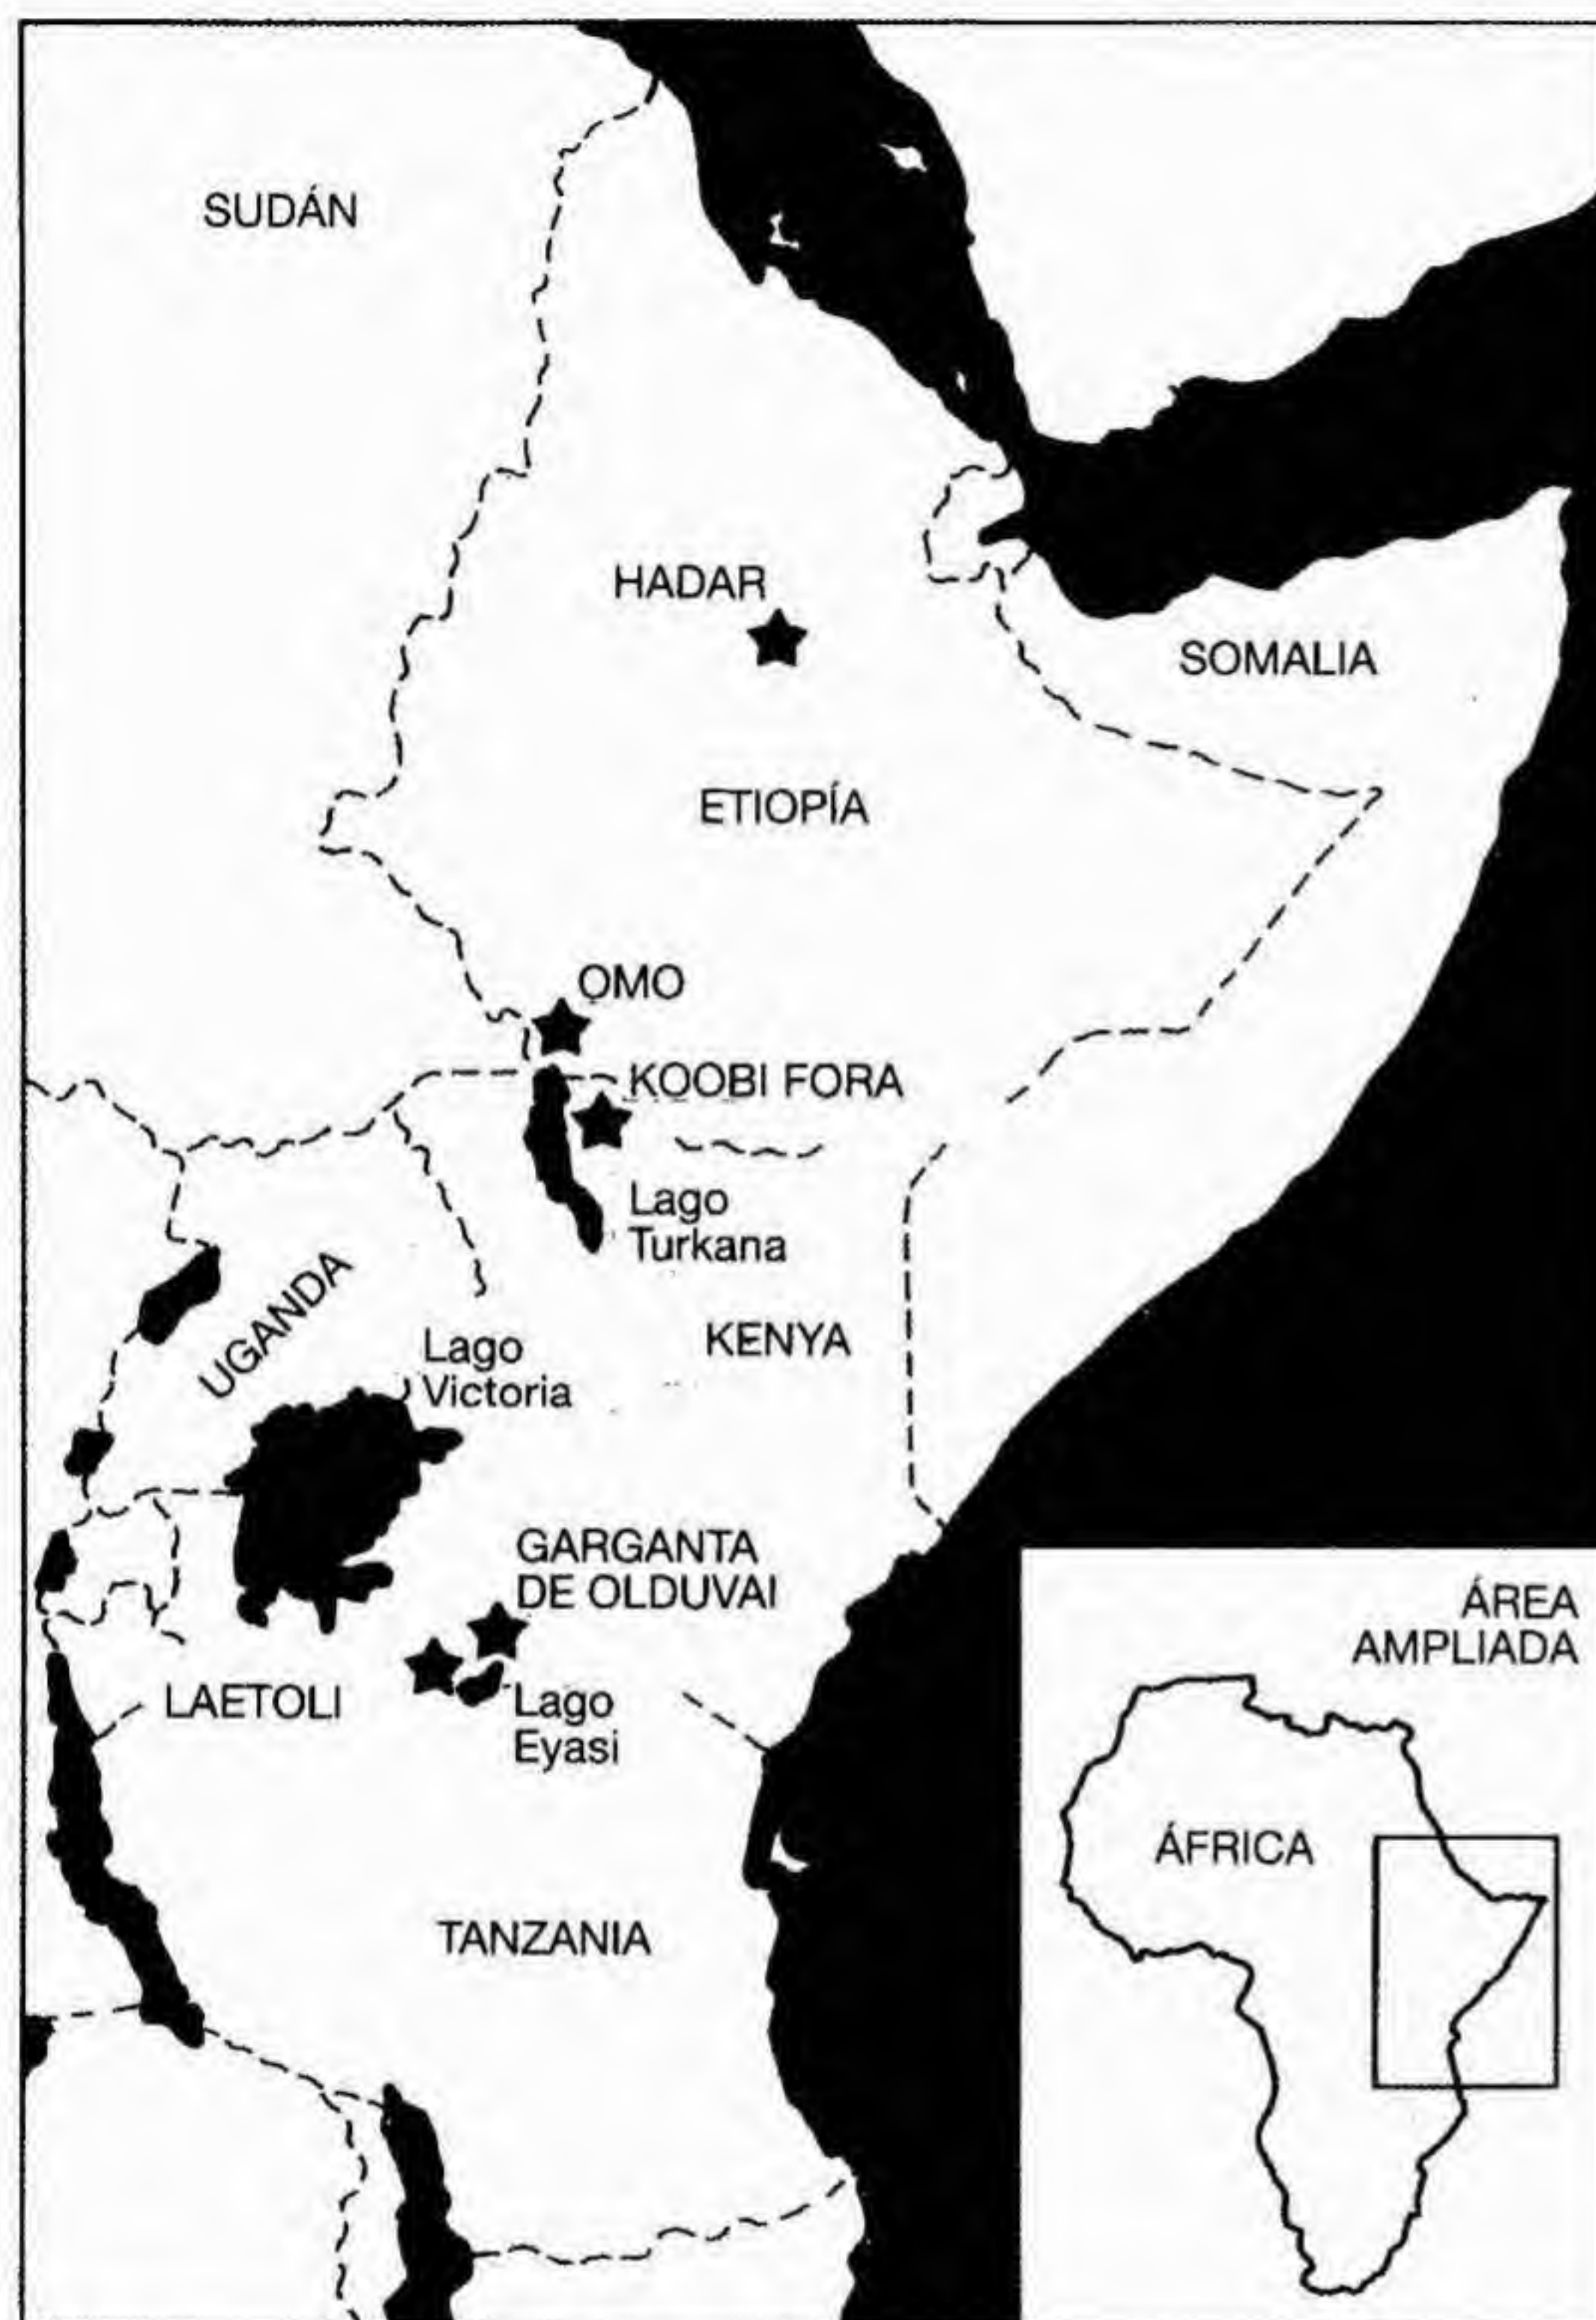 SUDÁN
HADAR
SOMALIA
ETIOPÍA
OMO
KOOBI FORA
Lago
Turkana
UGANDA
KENYA
Lago
Victoria
GARGANTA
DE OLDUVAI
LAETOLI
Lago
Eyasi
TANZANIA
ÁREA
AMPLIADA
ÁFRICA